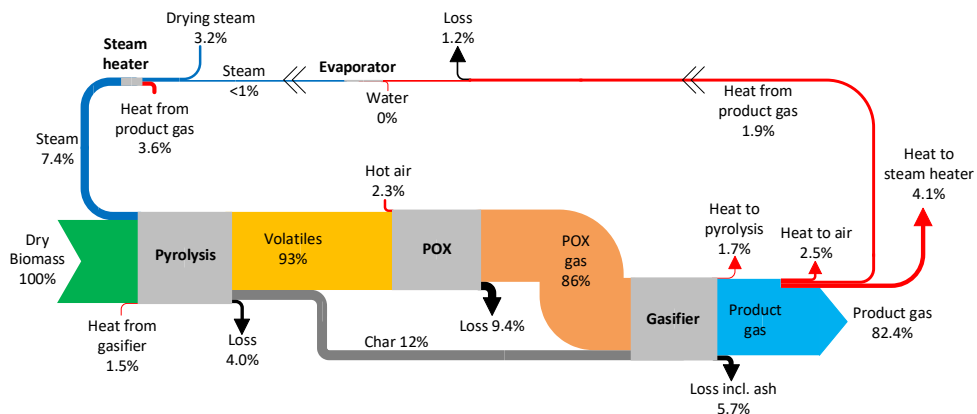 Drying steam
3.2%
Loss
1.2%
Steam
heater
Steam
<1%
Evaporator
Water
0%
Heat from
product gas
3.6%
Heat from
product gas
1.9%
Steam
7.4%
Hot air
2.3%
Heat to
steam heater
4.1%
Heat to
pyrolysis
1.7%
Heat to air
2.5%
Dry
Biomass
100%
Pyrolysis
Volatiles
93%
POX
POX
gas
86%
Gasifier
Product
gas
Product gas
82.4%
Heat from
gasifier
1.5%
Loss
4.0%
Char 12%
Loss 9.4%
Loss incl. ash
5.7%